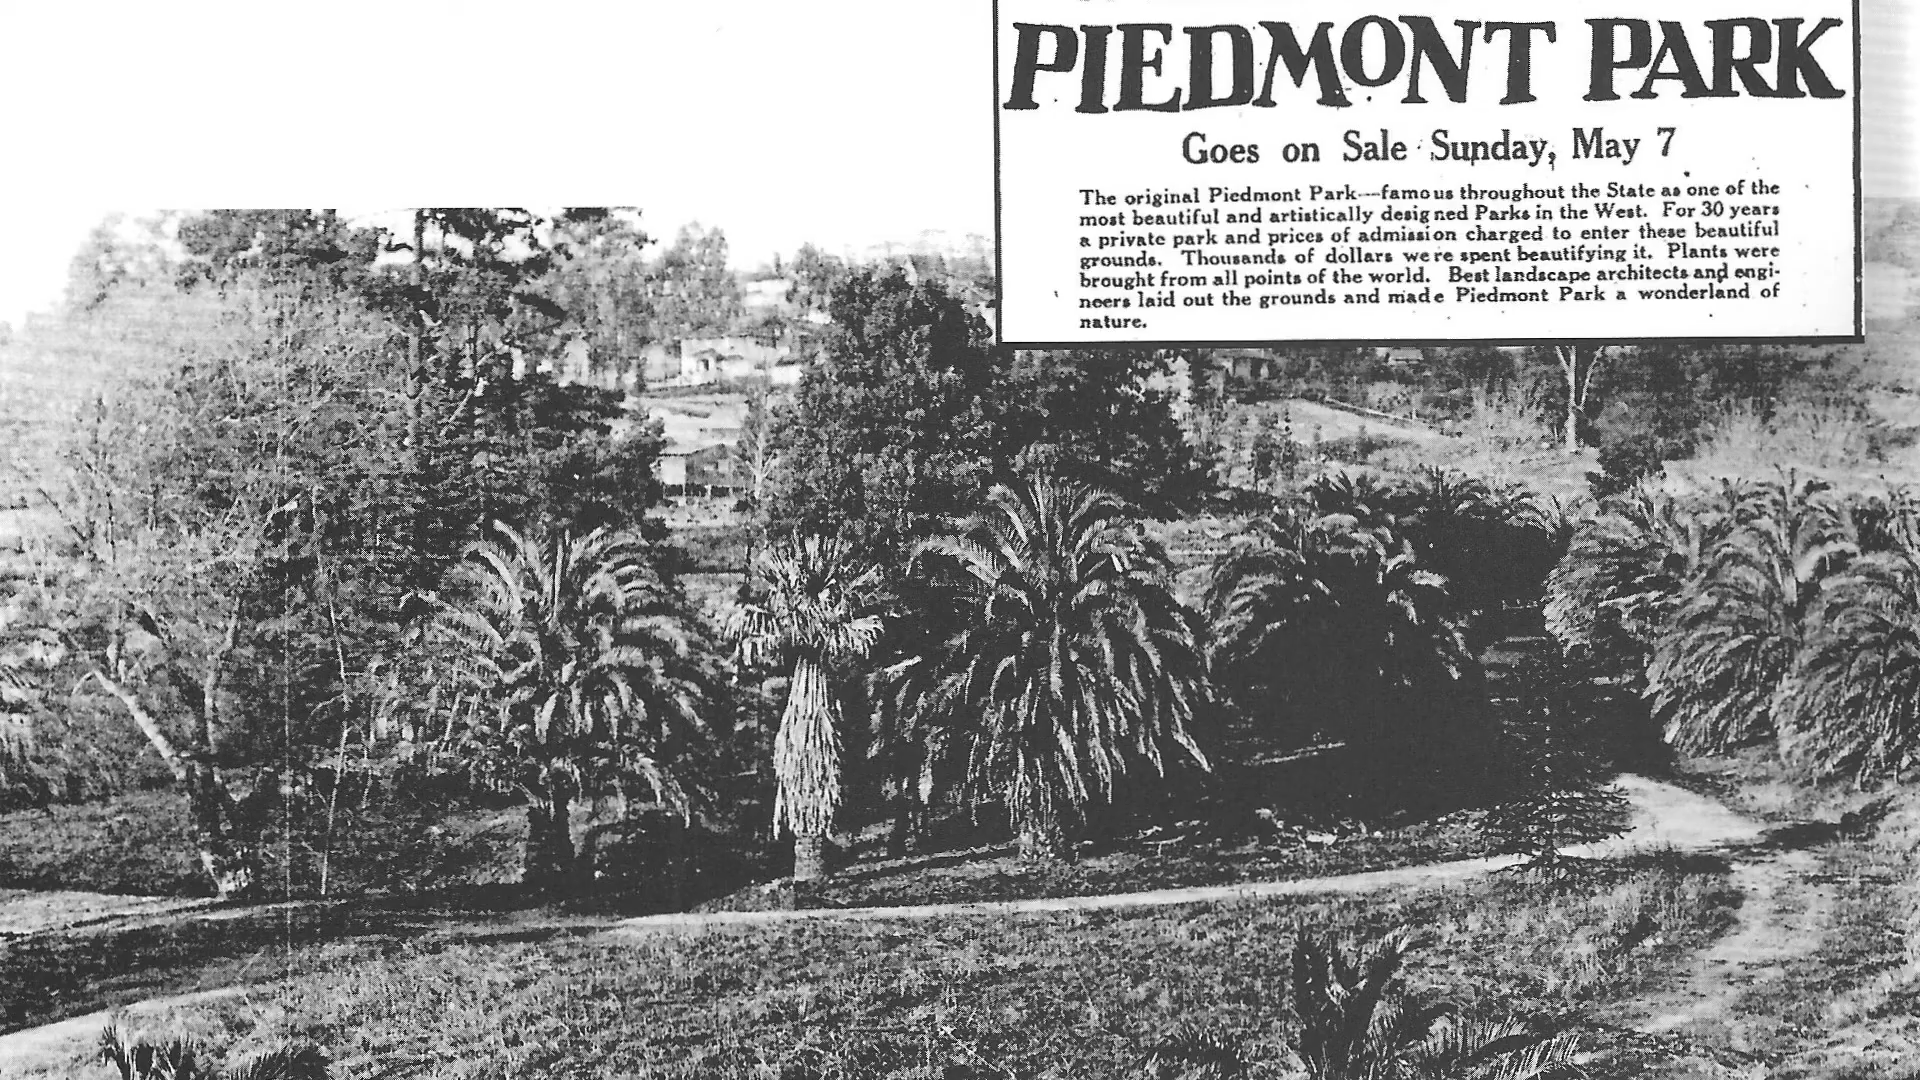 PIEDMONT PARK
Goes on Sale Sunday, May 7
The original Piedmont Park---famous throughout the State as one of the
most beautiful and artistically designed Parks in the West. For 30 years
a private park and prices of admission charged to enter these beautiful
grounds. Thousands of dollars were spent beautifying it. Plants were
brought from all points of the world. Best landscape architects and engi-
neers laid out the grounds and made Piedmont Park a wonderland of
nature.